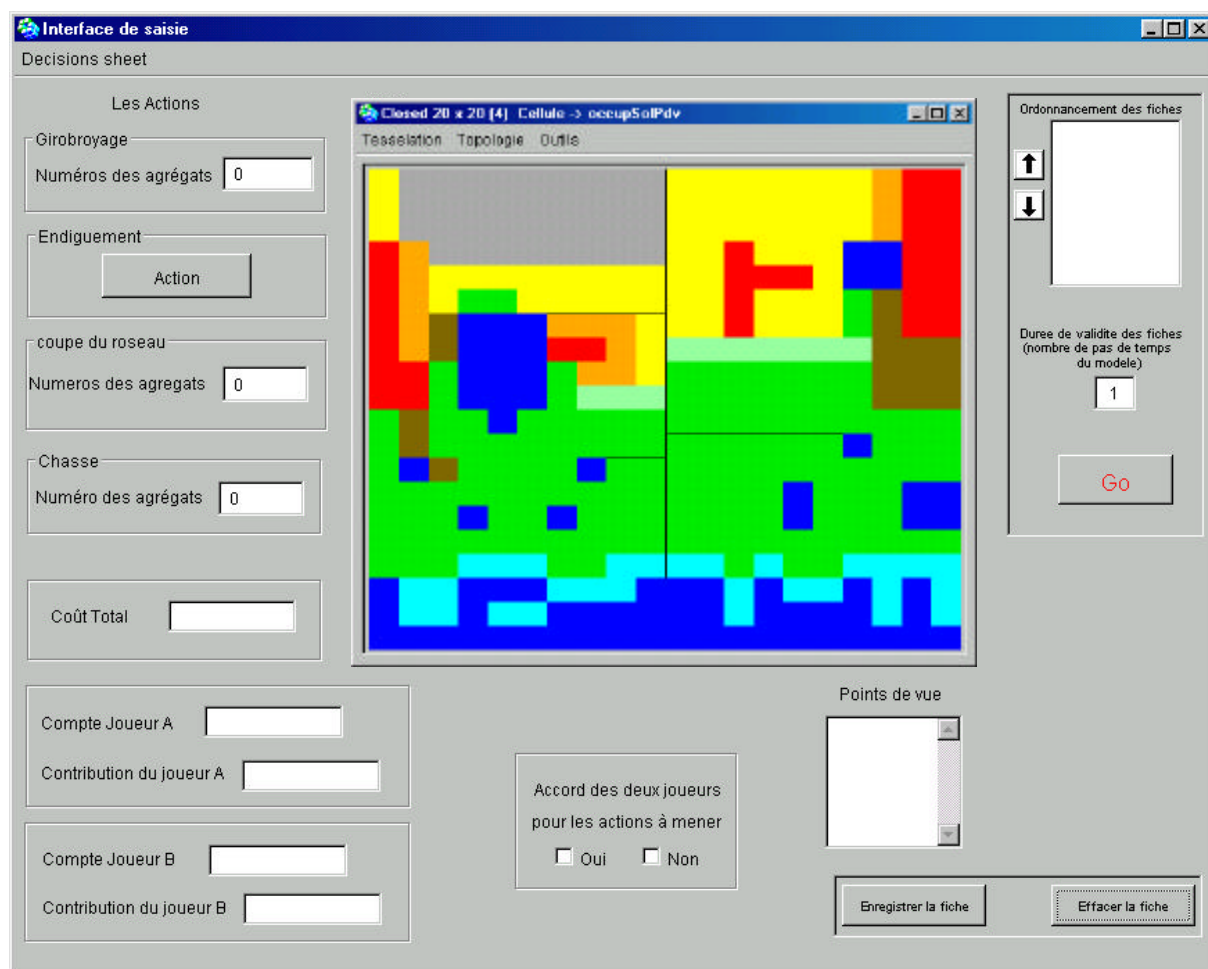 Interface de saisie
Decisions sheet
Les Actions
Girobroyage
Numéros des agrégats 0
Endiguement
Action
coupe du roseau
Numeros des agregats 0
Chasse
Numéro des agrégats 0
Coût Total
Compte Joueur A
Contribution du joueur A
Compte Joueur B
Contribution du joueur B
Closed 20 x 20 [4] Cellule -> occupSolPdv
Tesselation Topologie Outils
Accord des deux joueurs
pour les actions à mener
Oui Non
Points de vue
Ordonnancement des fiches
Duree de validite des fiches
(nombre de pas de temps
du modele)
1
Go
Enregistrer la fiche
Effacer la fiche